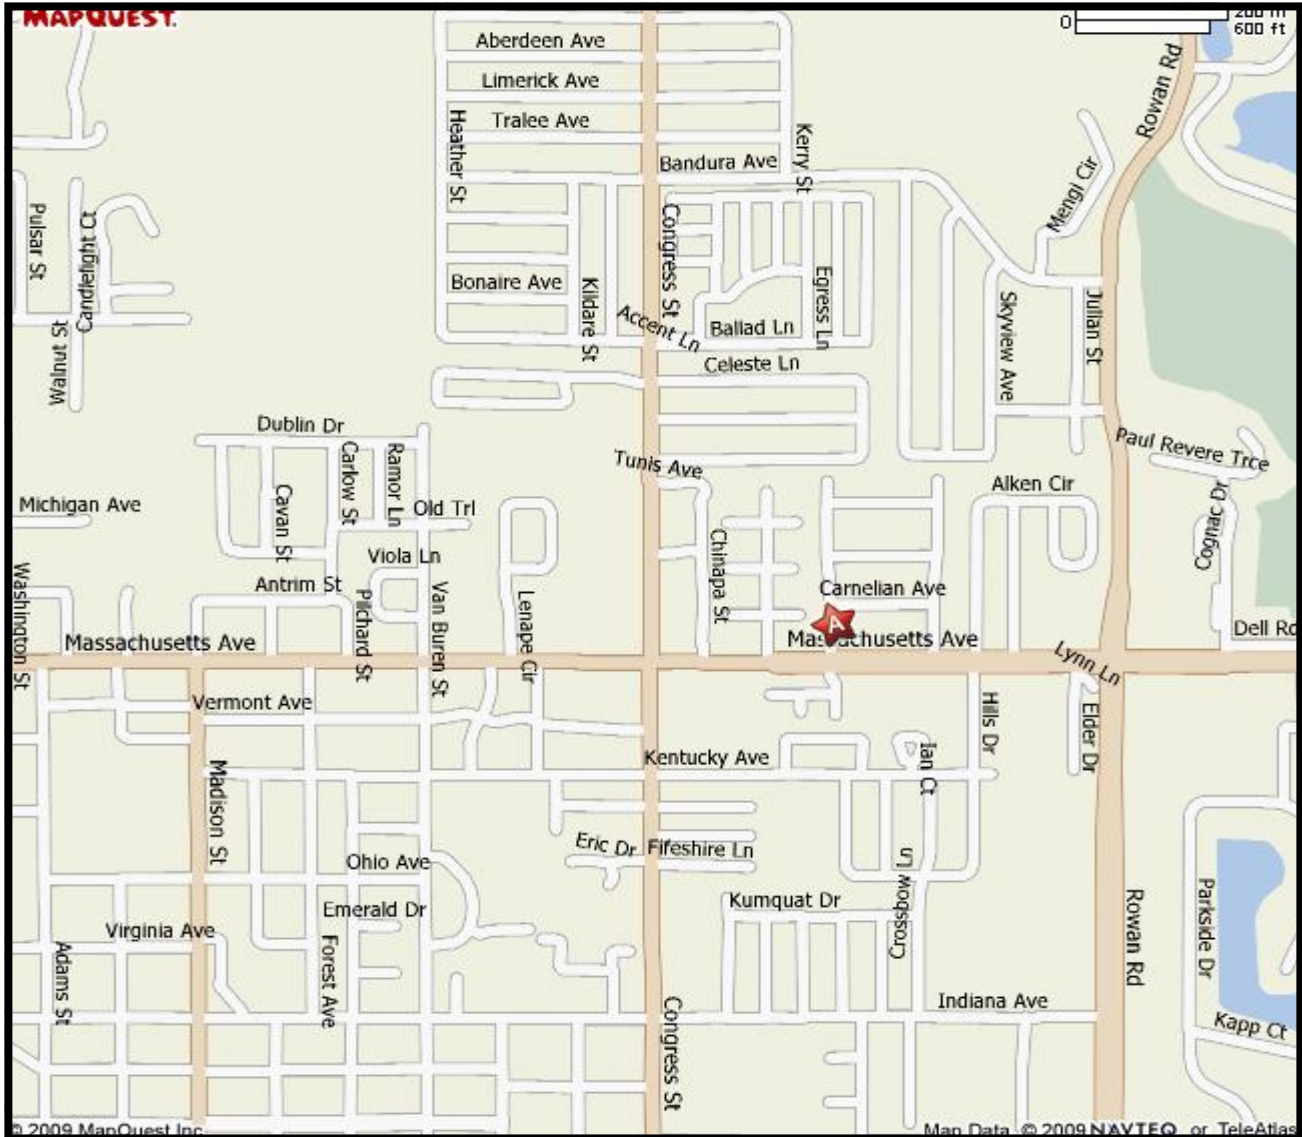 MAPQUEST.
0
200 m
600 ft
Aberdeen Ave
Limerick Ave
Tralee Ave
Bandura Ave
Heather St
Kerry St
Rowan Rd
Mengi Cir
Pulsar St
Candlelight Ct
Walnut St
Congress St
Bonaire Ave
Kildare St
Egress Ln
Accent Ln
Ballad Ln
Celeste Ln
Skyview Ave
Julian St
Dublin Dr
Carlow St
Ramor Ln
Cavan St
Tunis Ave
Paul Revere Trce
Michigan Ave
Old Trl
Alken Cir
Cognac Dr
Viola Ln
Chinapa St
Antrim St
Carnelian Ave
Washington St
Pilchard St
Van Buren St
Lenape Cir
A
Massachusetts Ave
Massachusetts Ave
Dell Rd
Lynn Ln
Vermont Ave
Hills Dr
Elder Dr
Kentucky Ave
Ian Ct
Madison St
Eric Dr
Fifeshire Ln
Ohio Ave
Crossbow Ln
Kumquat Dr
Emerald Dr
Virginia Ave
Adams St
Forest Ave
Rowan Rd
Parkside Dr
Indiana Ave
Congress St
Kapp Ct
© 2009 MapQuest Inc.
Map Data © 2009 NAVTEQ or TeleAtlas